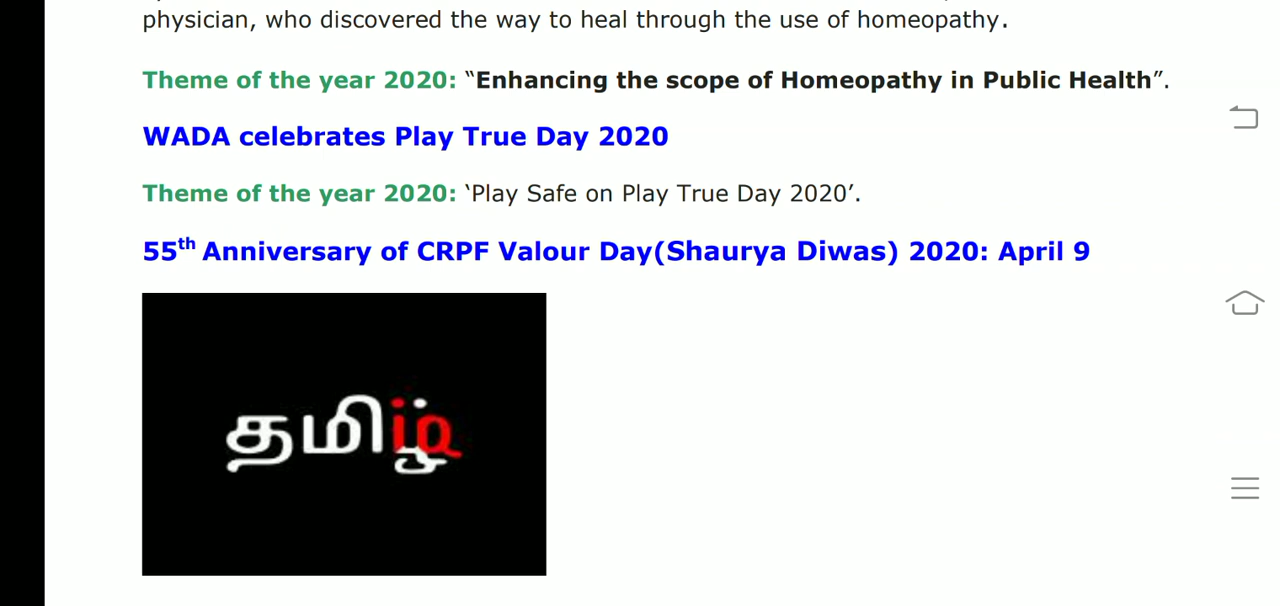 physician, who discovered the way to heal through the use of homeopathy.
Theme of the year 2020: “Enhancing the scope of Homeopathy in Public Health”.
WADA celebrates Play True Day 2020
Theme of the year 2020: ‘Play Safe on Play True Day 2020’.
55th Anniversary of CRPF Valour Day(Shaurya Diwas) 2020: April 9
தமிழ்